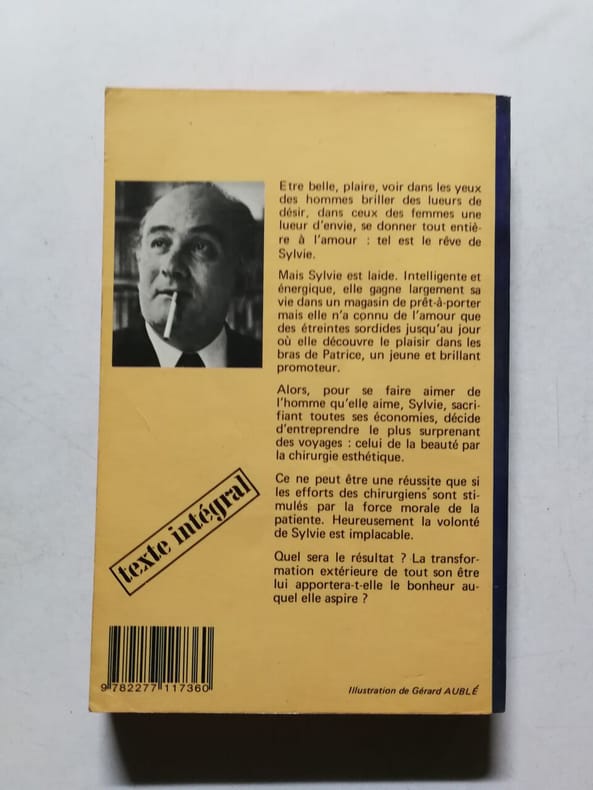 Etre belle, plaire, voir dans les yeux
des hommes briller des lueurs de
désir, dans ceux des femmes une
lueur d'envie, se donner tout entiè-
re à l'amour : tel est le rêve de
Sylvie.
Mais Sylvie est laide. Intelligente et
énergique, elle gagne largement sa
vie dans un magasin de prêt-à-porter
mais elle n'a connu de l'amour que
des étreintes sordides jusqu'au jour
où elle découvre le plaisir dans les
bras de Patrice, un jeune et brillant
promoteur.
Alors, pour se faire aimer de
l'homme qu'elle aime, Sylvie, sacri-
fiant toutes ses économies, décide
d'entreprendre le plus surprenant
des voyages : celui de la beauté par
la chirurgie esthétique.
Ce ne peut être une réussite que si
les efforts des chirurgiens sont sti-
mulés par la force morale de la
patiente. Heureusement la volonté
de Sylvie est implacable.
Quel sera le résultat ? La transfor-
mation extérieure de tout son être
lui apportera-t-elle le bonheur au-
quel elle aspire ?
texte intégral
9 782277 117360
Illustration de Gérard AUBLÉ